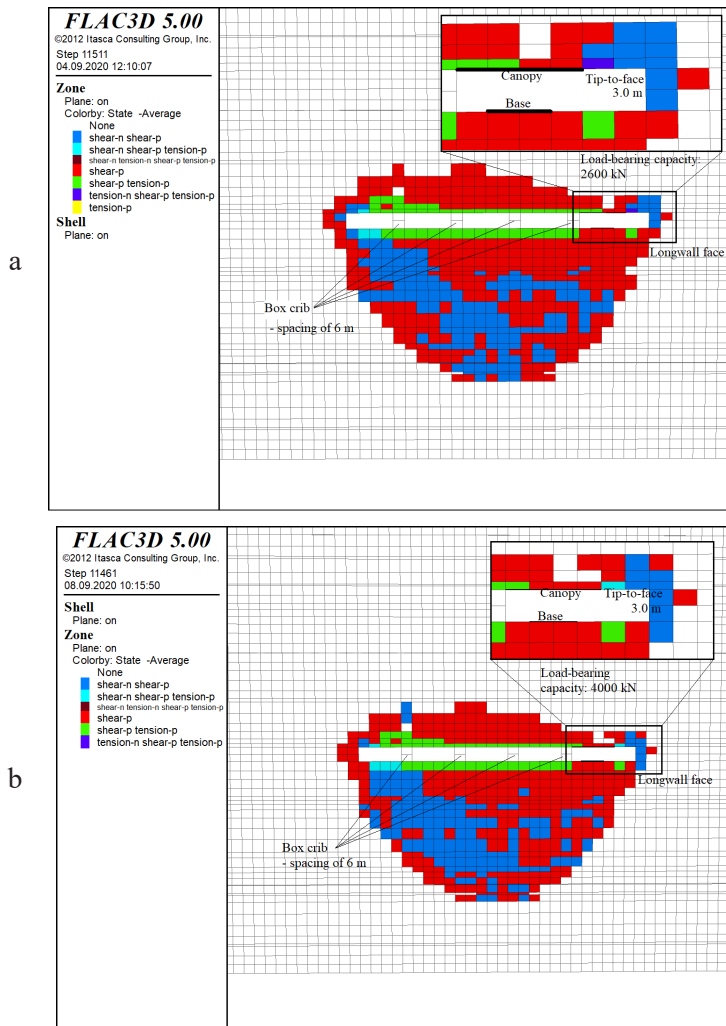 a
FLAC3D 5.00
©2012 Itasca Consulting Group, Inc.
Step 11511
04.09.2020 12:10:07
Zone
Plane: on
Colorby: State -Average
None
shear-n shear-p
shear-n shear-p tension-p
shear-n tension-n shear-p tension-p
shear-p
shear-p tension-p
tension-n shear-p tension-p
tension-p
Shell
Plane: on
Canopy
Tip-to-face
3.0 m
Base
Load-bearing capacity:
2600 kN
Longwall face
Box crib
- spacing of 6 m
b
FLAC3D 5.00
©2012 Itasca Consulting Group, Inc.
Step 11461
08.09.2020 10:15:50
Shell
Plane: on
Zone
Plane: on
Colorby: State -Average
None
shear-n shear-p
shear-n shear-p tension-p
shear-n tension-n shear-p tension-p
shear-p
shear-p tension-p
tension-n shear-p tension-p
Canopy
Tip-to-face
3.0 m
Base
Load-bearing
capacity: 4000 kN
Longwall face
Box crib
- spacing of 6 m